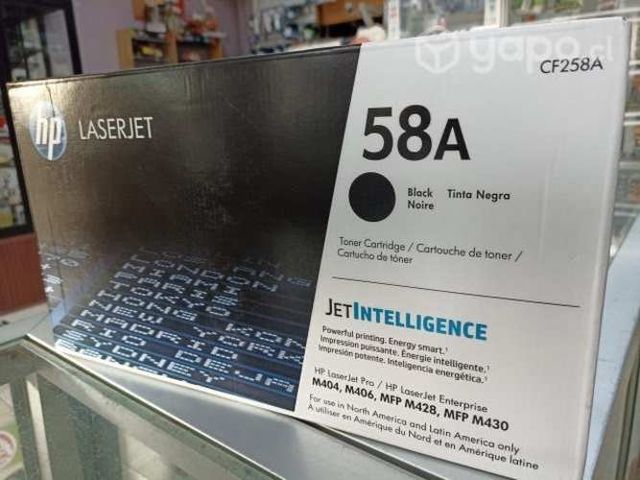 yapo.cl
CF258A
hp LASERJET
58A
Black Tinta Negra
Noire
Toner Cartridge / Cartouche de toner /
Cartucho de tóner
JETINTELLIGENCE
Powerful printing. Energy smart.¹
Impression puissante. Énergie intelligente.¹
Impresión potente. Inteligencia energética.¹
HP LaserJet Pro / HP LaserJet Enterprise
M404, M406, MFP M428, MFP M430
For use in North America and Latin America only
À utiliser en Amérique du Nord et en Amérique latine